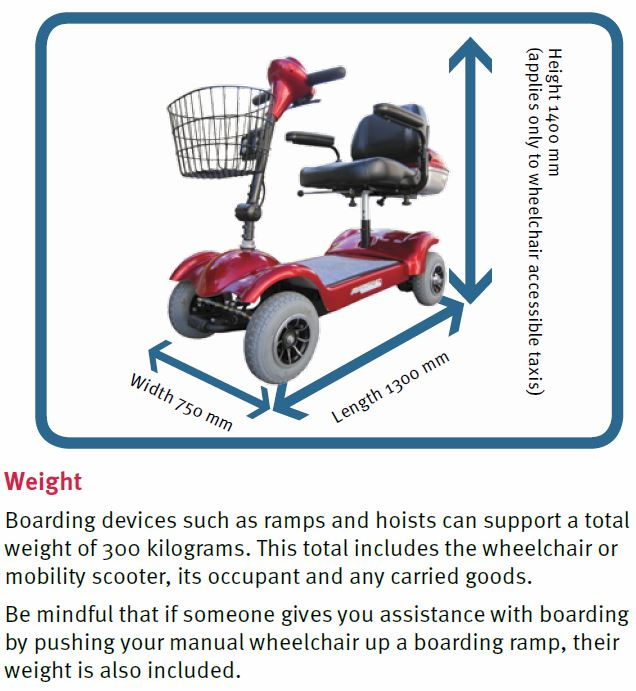 Height 1400 mm
(applies only to wheelchair accessible taxis)
Width 750 mm
Length 1300 mm
Weight
Boarding devices such as ramps and hoists can support a total
weight of 300 kilograms. This total includes the wheelchair or
mobility scooter, its occupant and any carried goods.
Be mindful that if someone gives you assistance with boarding
by pushing your manual wheelchair up a boarding ramp, their
weight is also included.